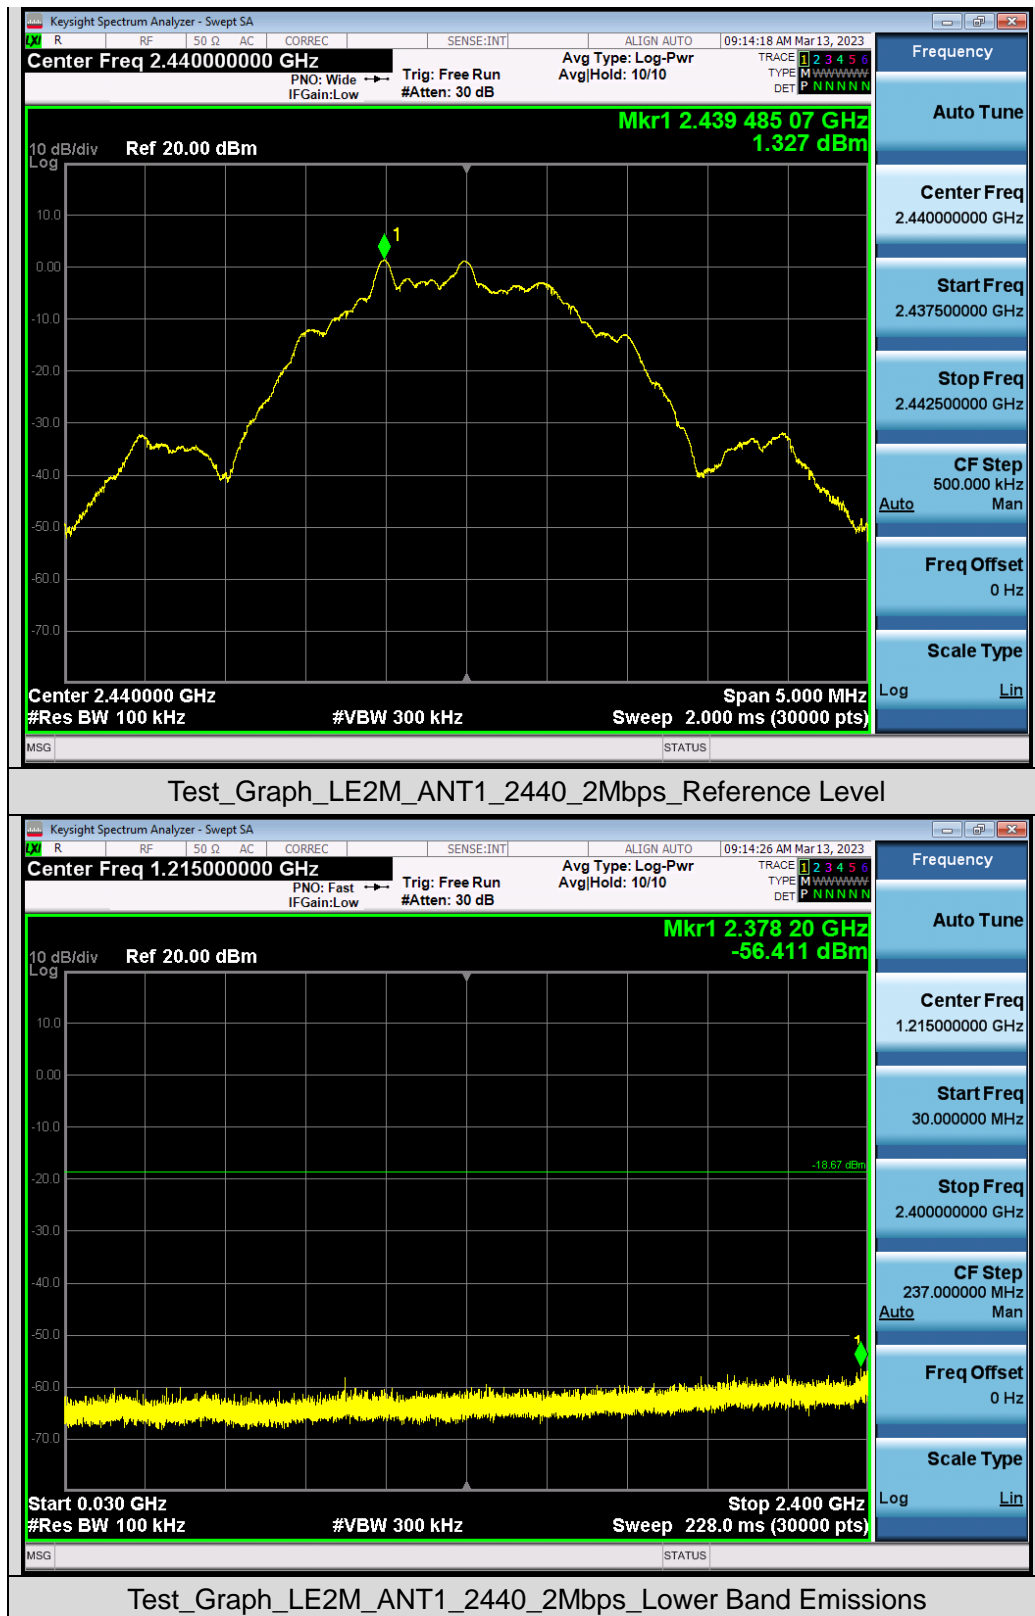 Keysight Spectrum Analyzer - Swept SA
LXI R RF 50 Ω AC CORREC SENSE:INT ALIGN AUTO 09:14:18 AM Mar 13, 2023
Center Freq 2.440000000 GHz
PNO: Wide
IFGain:Low
Trig: Free Run
#Atten: 30 dB
Avg Type: Log-Pwr
Avg|Hold: 10/10
TRACE 1 2 3 4 5 6
TYPE M WWWWW
DET P N N N N N
Mkr1 2.439 485 07 GHz
1.327 dBm
10 dB/div Ref 20.00 dBm
Log
10.0
0.00
-10.0
-20.0
-30.0
-40.0
-50.0
-60.0
-70.0
1
Center 2.440000 GHz Span 5.000 MHz
#Res BW 100 kHz #VBW 300 kHz Sweep 2.000 ms (30000 pts)
MSG STATUS
Frequency
Auto Tune
Center Freq
2.440000000 GHz
Start Freq
2.437500000 GHz
Stop Freq
2.442500000 GHz
CF Step
500.000 kHz
Auto Man
Freq Offset
0 Hz
Scale Type
Log Lin
Test_Graph_LE2M_ANT1_2440_2Mbps_Reference Level
Keysight Spectrum Analyzer - Swept SA
LXI R RF 50 Ω AC CORREC SENSE:INT ALIGN AUTO 09:14:26 AM Mar 13, 2023
Center Freq 1.215000000 GHz
PNO: Fast
IFGain:Low
Trig: Free Run
#Atten: 30 dB
Avg Type: Log-Pwr
Avg|Hold: 10/10
TRACE 1 2 3 4 5 6
TYPE M WWWWW
DET P N N N N N
Mkr1 2.378 20 GHz
-56.411 dBm
10 dB/div Ref 20.00 dBm
Log
10.0
0.00
-10.0
-20.0
-30.0
-40.0
-50.0
-60.0
-70.0
-18.67 dBm
1
Start 0.030 GHz Stop 2.400 GHz
#Res BW 100 kHz #VBW 300 kHz Sweep 228.0 ms (30000 pts)
MSG STATUS
Frequency
Auto Tune
Center Freq
1.215000000 GHz
Start Freq
30.000000 MHz
Stop Freq
2.400000000 GHz
CF Step
237.000000 MHz
Auto Man
Freq Offset
0 Hz
Scale Type
Log Lin
Test_Graph_LE2M_ANT1_2440_2Mbps_Lower Band Emissions